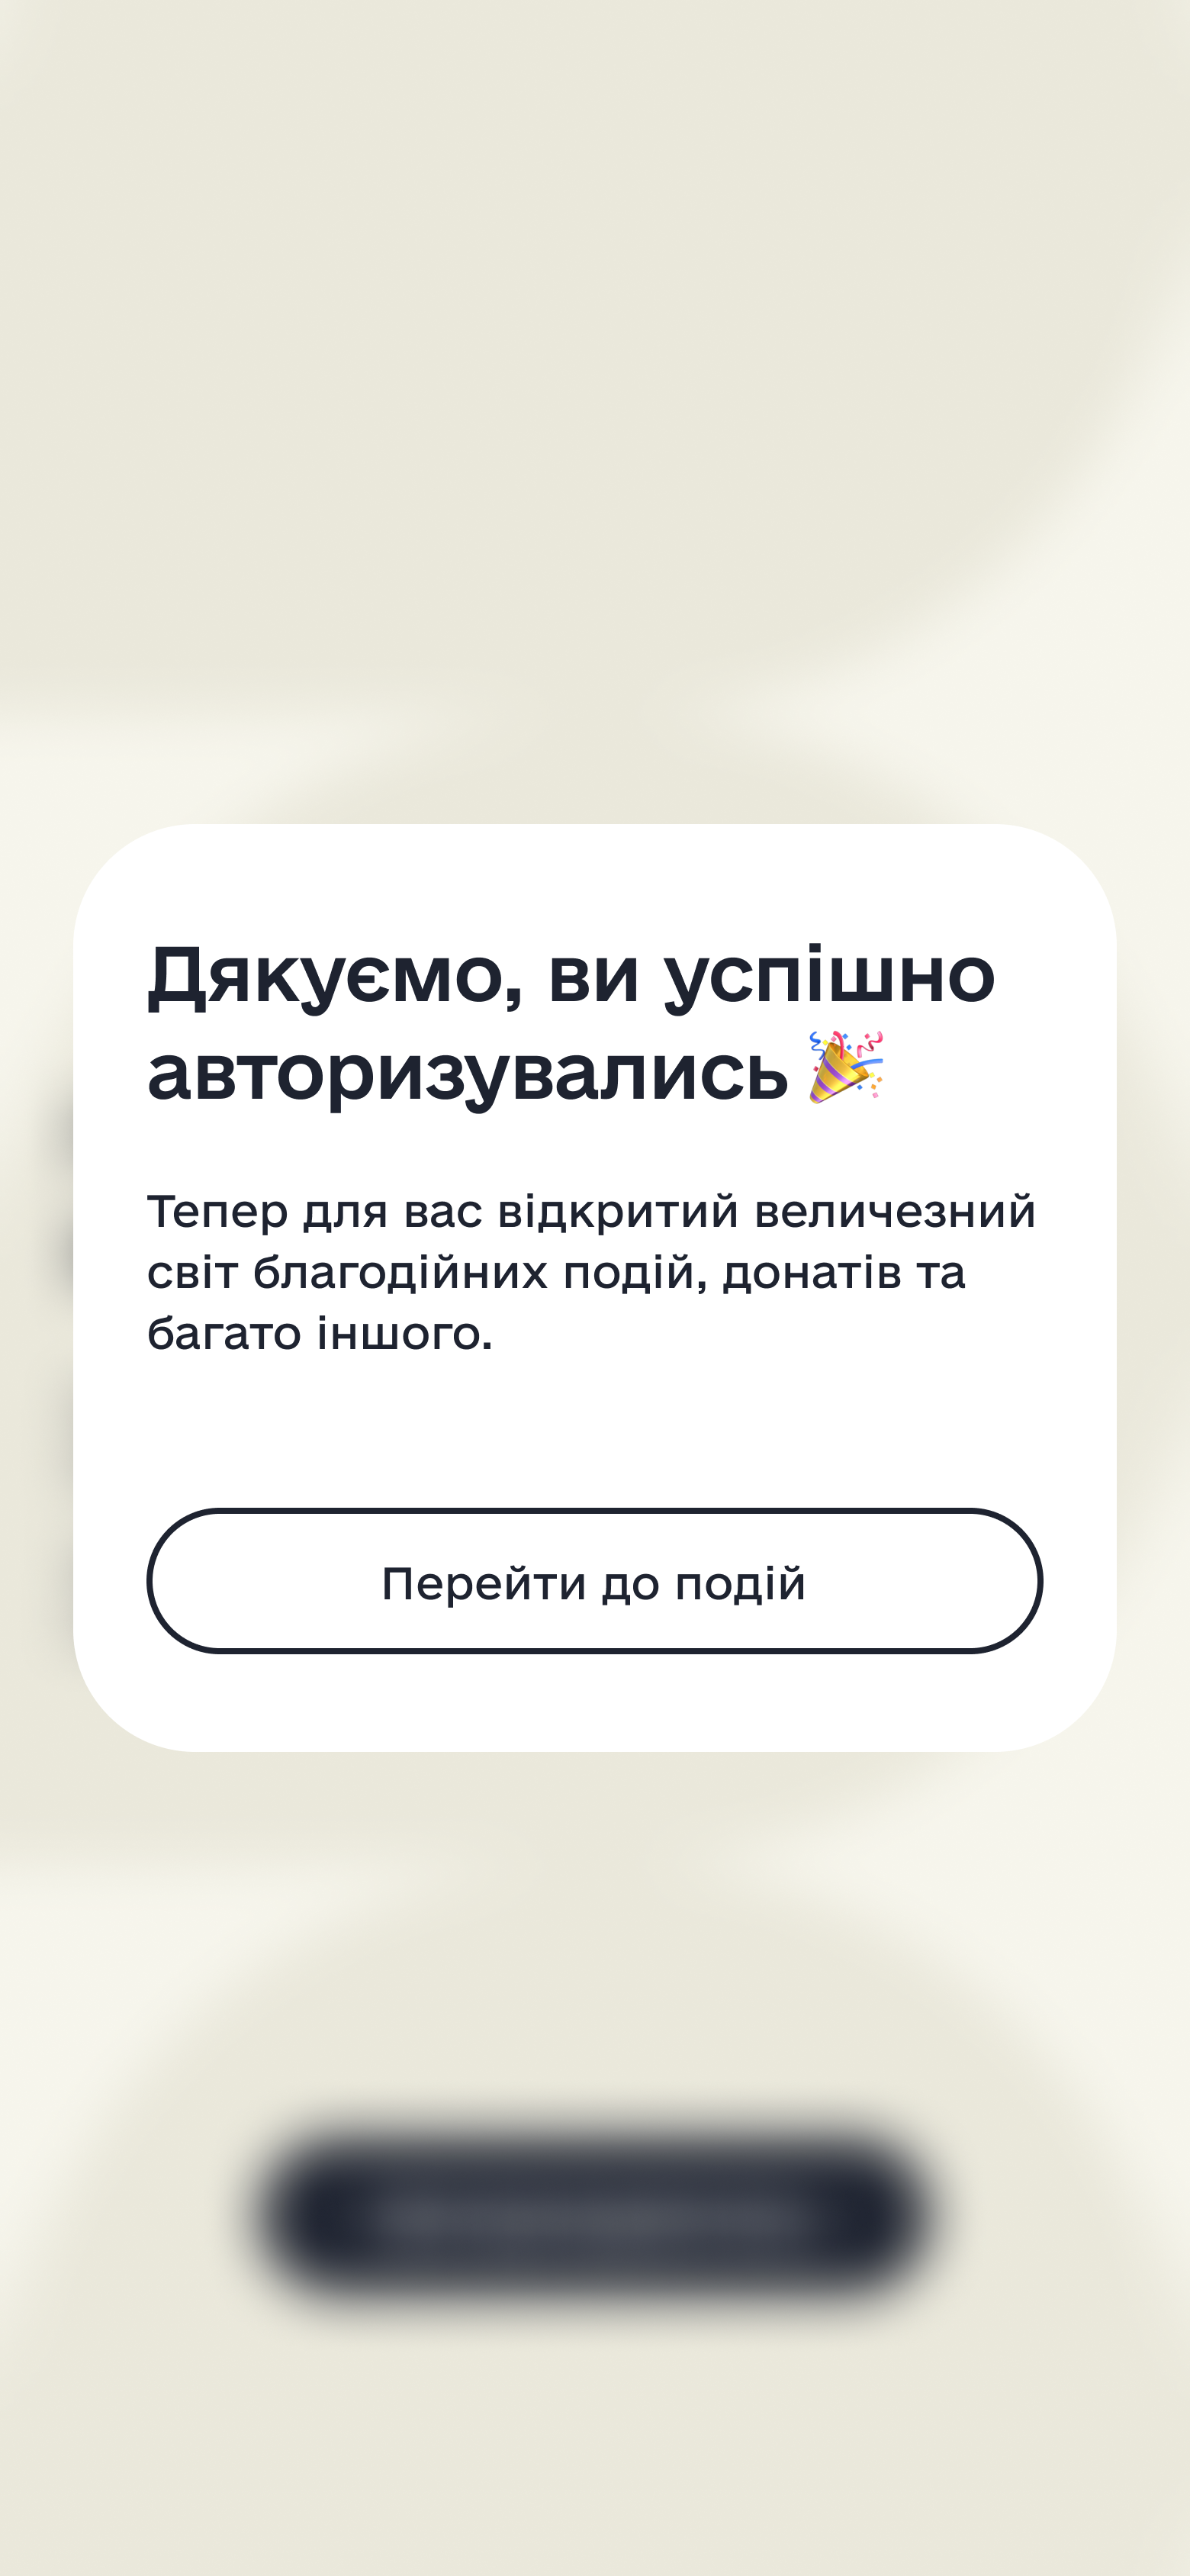 Дякуємо, ви успішно
авторизувались 🎉
Тепер для вас відкритий величезний
світ благодійних подій, донатів та
багато іншого.
Перейти до подій